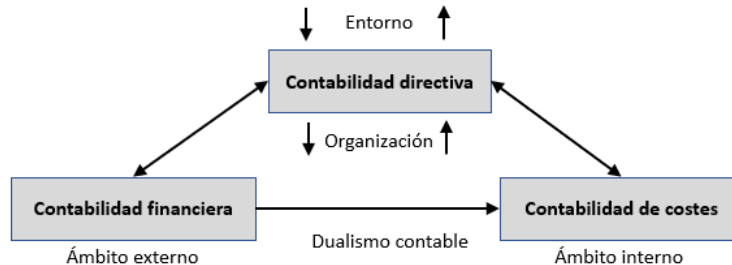 Entorno
Contabilidad directiva
Organización
Contabilidad financiera
Contabilidad de costes
Dualismo contable
Ámbito externo
Ámbito interno